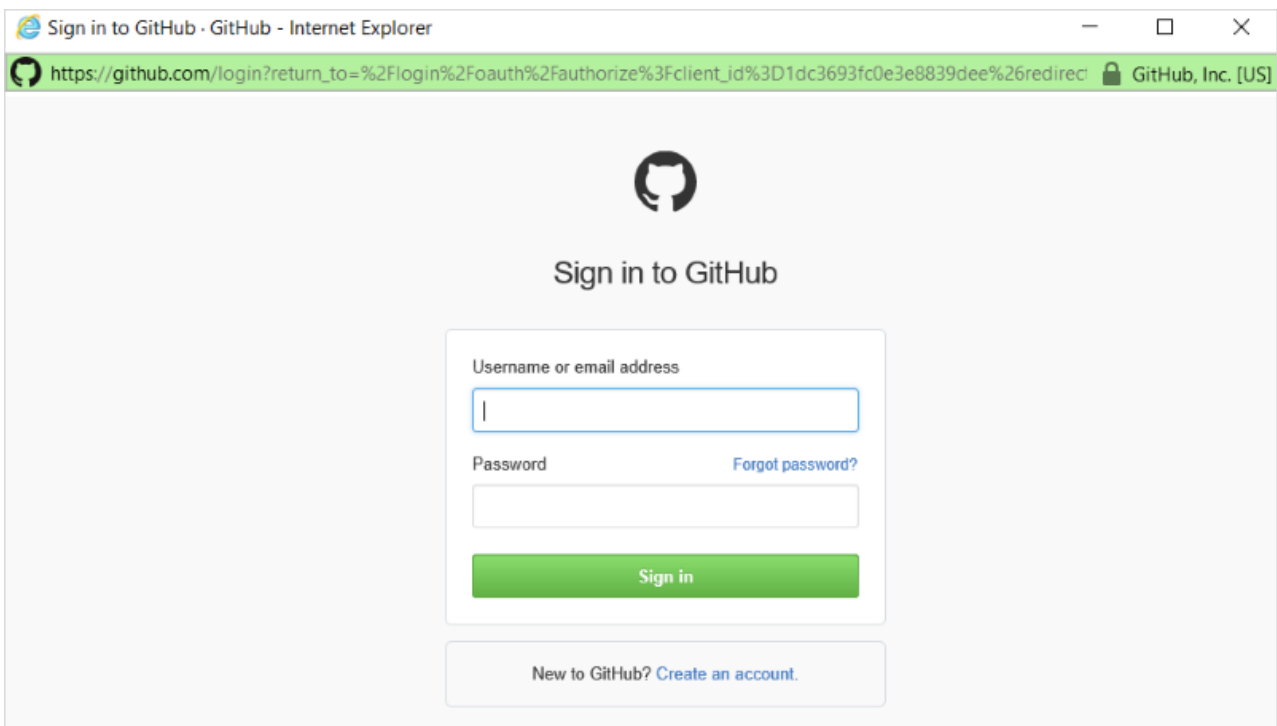 Sign in to GitHub · GitHub - Internet Explorer
https://github.com/login?return_to=%2Flogin%2Foauth%2Fauthorize%3Fclient_id%3D1dc3693fc0e3e8839dee%26redirect GitHub, Inc. [US]
Sign in to GitHub
Username or email address
Password Forgot password?
Sign in
New to GitHub? Create an account.